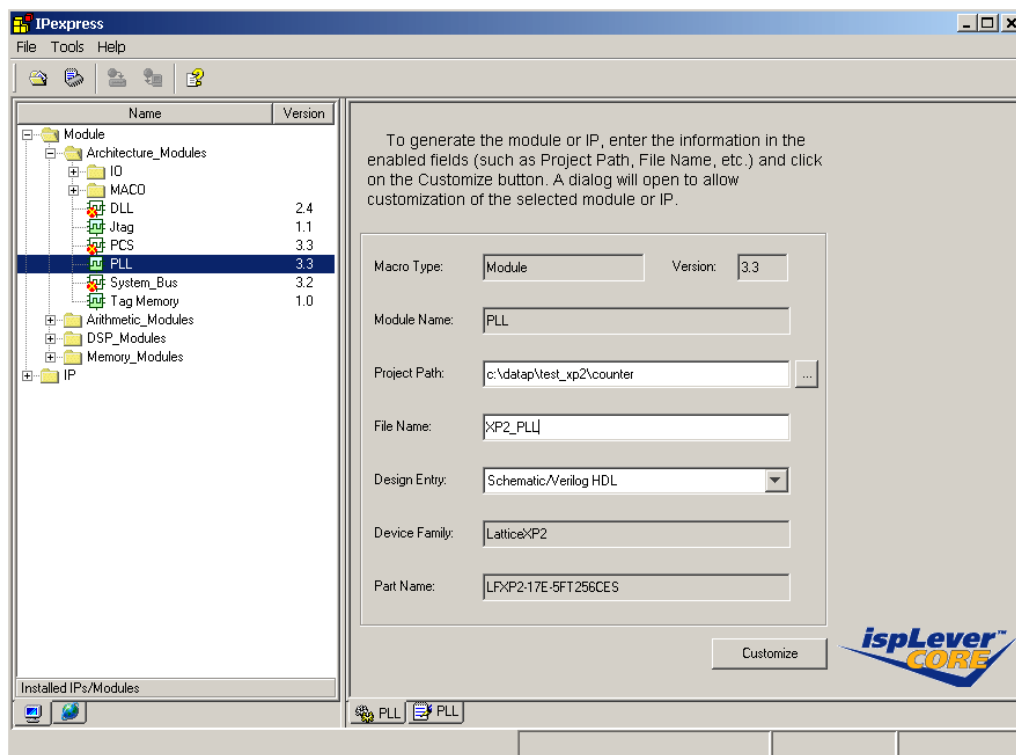 IPexpress
File Tools Help
Name Version
Module
Architecture_Modules
IO
MACO
DLL 2.4
Jtag 1.1
PCS 3.3
PLL 3.3
System_Bus 3.2
Tag Memory 1.0
Arithmetic_Modules
DSP_Modules
Memory_Modules
IP
Installed IPs/Modules
To generate the module or IP, enter the information in the
enabled fields (such as Project Path, File Name, etc.) and click
on the Customize button. A dialog will open to allow
customization of the selected module or IP.
Macro Type: Module Version: 3.3
Module Name: PLL
Project Path: c:\datap\test_xp2\counter ...
File Name: XP2_PLL
Design Entry: Schematic/Verilog HDL
Device Family: LatticeXP2
Part Name: LFXP2-17E-5FT256CES
Customize
ispLever™
CORE
PLL PLL